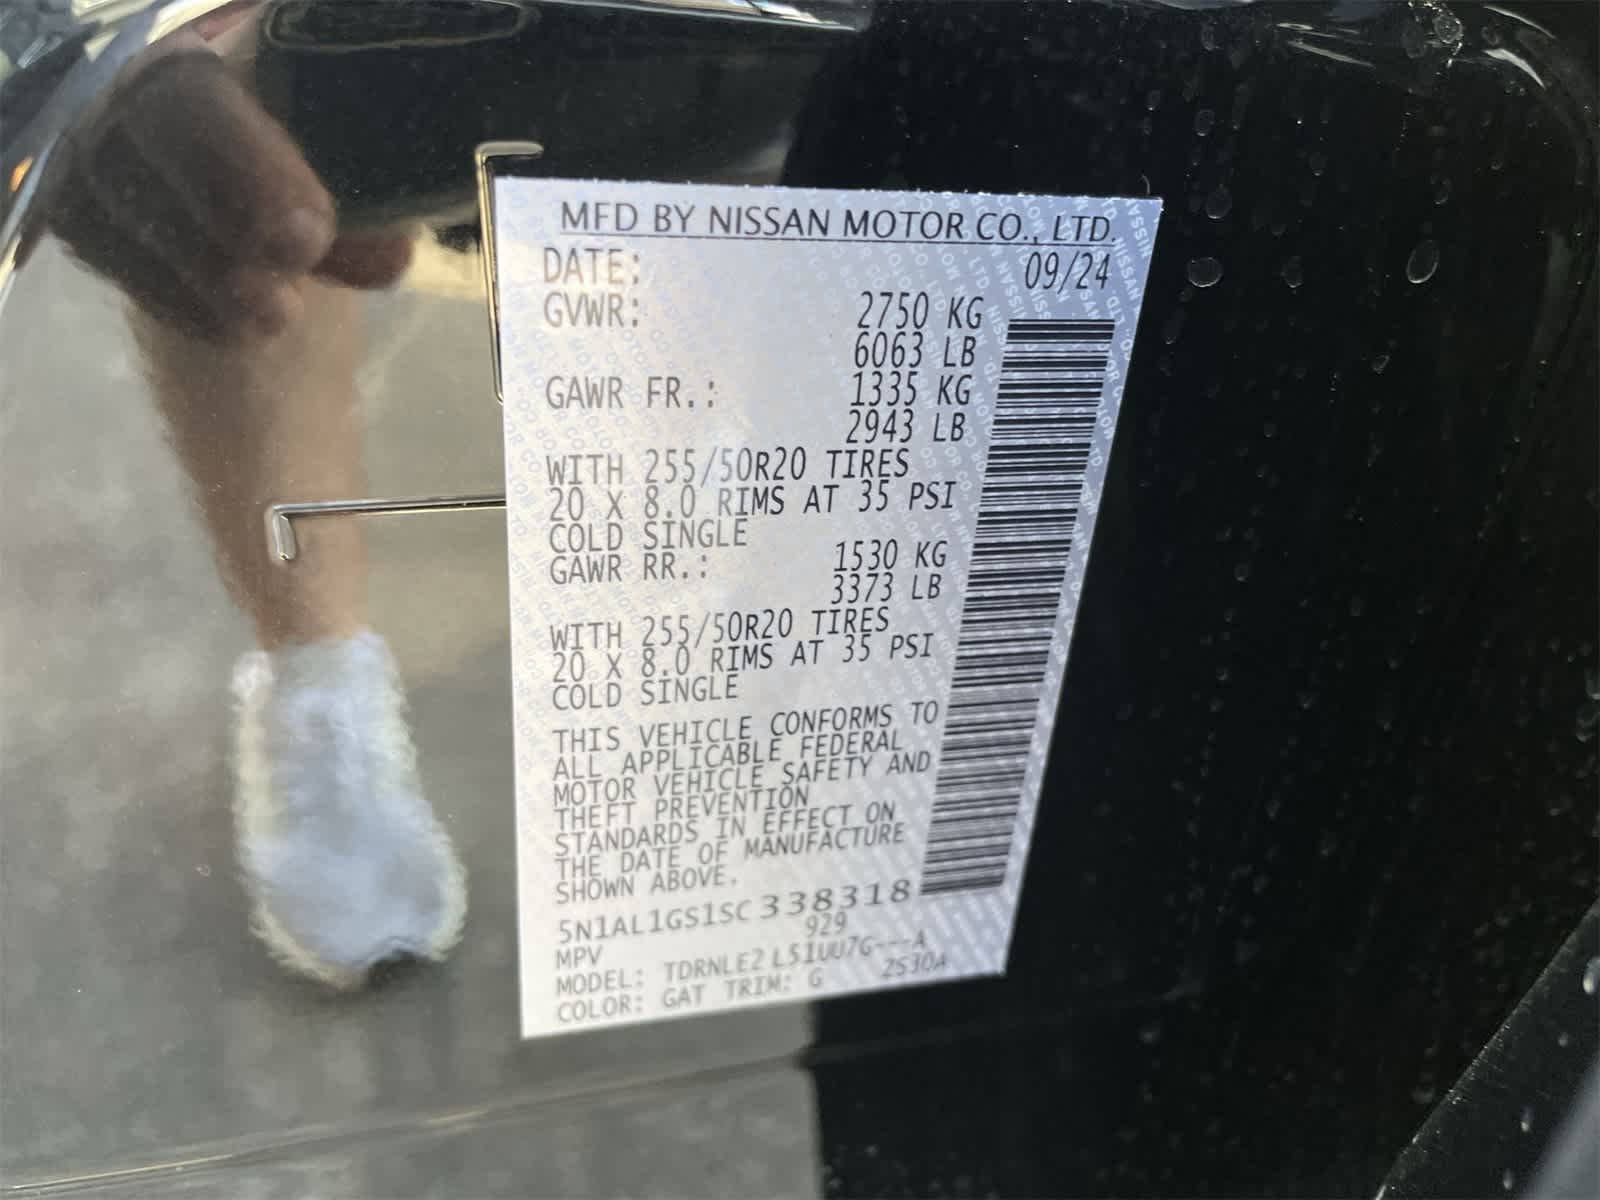 MFD BY NISSAN MOTOR CO., LTD.
DATE: 09/24
GVWR: 2750 KG
6063 LB
GAWR FR.: 1335 KG
2943 LB
WITH 255/50R20 TIRES
20 X 8.0 RIMS AT 35 PSI
COLD SINGLE
GAWR RR.: 1530 KG
3373 LB
WITH 255/50R20 TIRES
20 X 8.0 RIMS AT 35 PSI
COLD SINGLE
THIS VEHICLE CONFORMS TO
ALL APPLICABLE FEDERAL
MOTOR VEHICLE SAFETY AND
THEFT PREVENTION
STANDARDS IN EFFECT ON
THE DATE OF MANUFACTURE
SHOWN ABOVE.
5N1AL1GS1SC338318
MPV 929
MODEL: TDRNLE2 L51UU7G---A
COLOR: GAT TRIM: G 2S30A